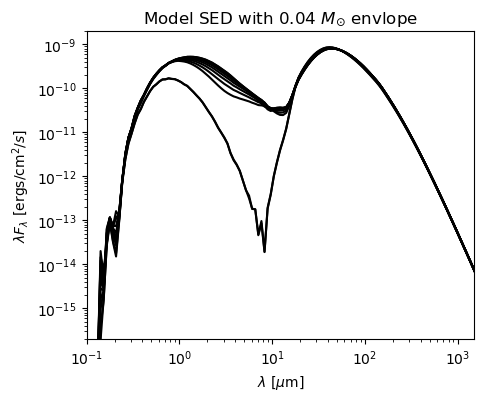 Model SED with 0.04 M⊙ envlope
10⁻⁹
10⁻¹⁰
10⁻¹¹
10⁻¹²
10⁻¹³
10⁻¹⁴
10⁻¹⁵
λFλ [ergs/cm²/s]
10⁻¹ 10⁰ 10¹ 10² 10³
λ [μm]